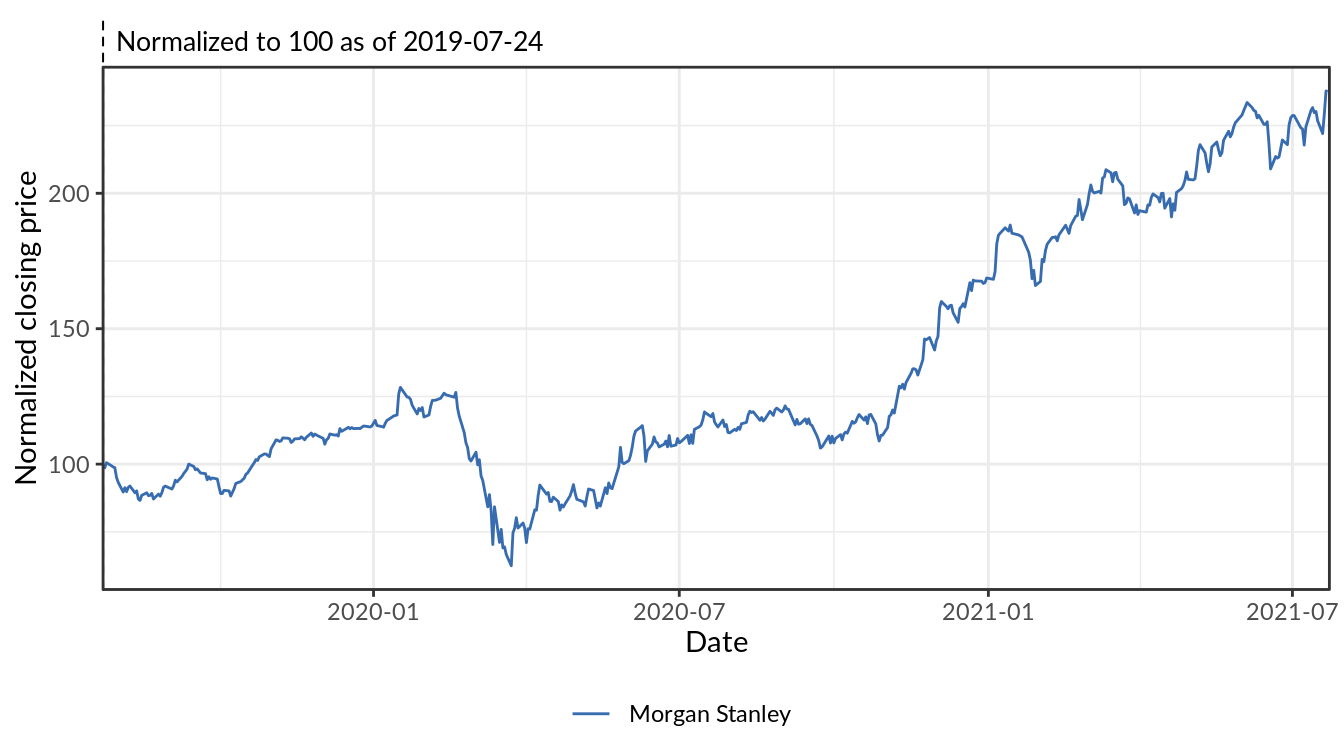 Normalized to 100 as of 2019-07-24
Normalized closing price
200
150
100
2020-01
2020-07
2021-01
2021-07
Date
Morgan Stanley